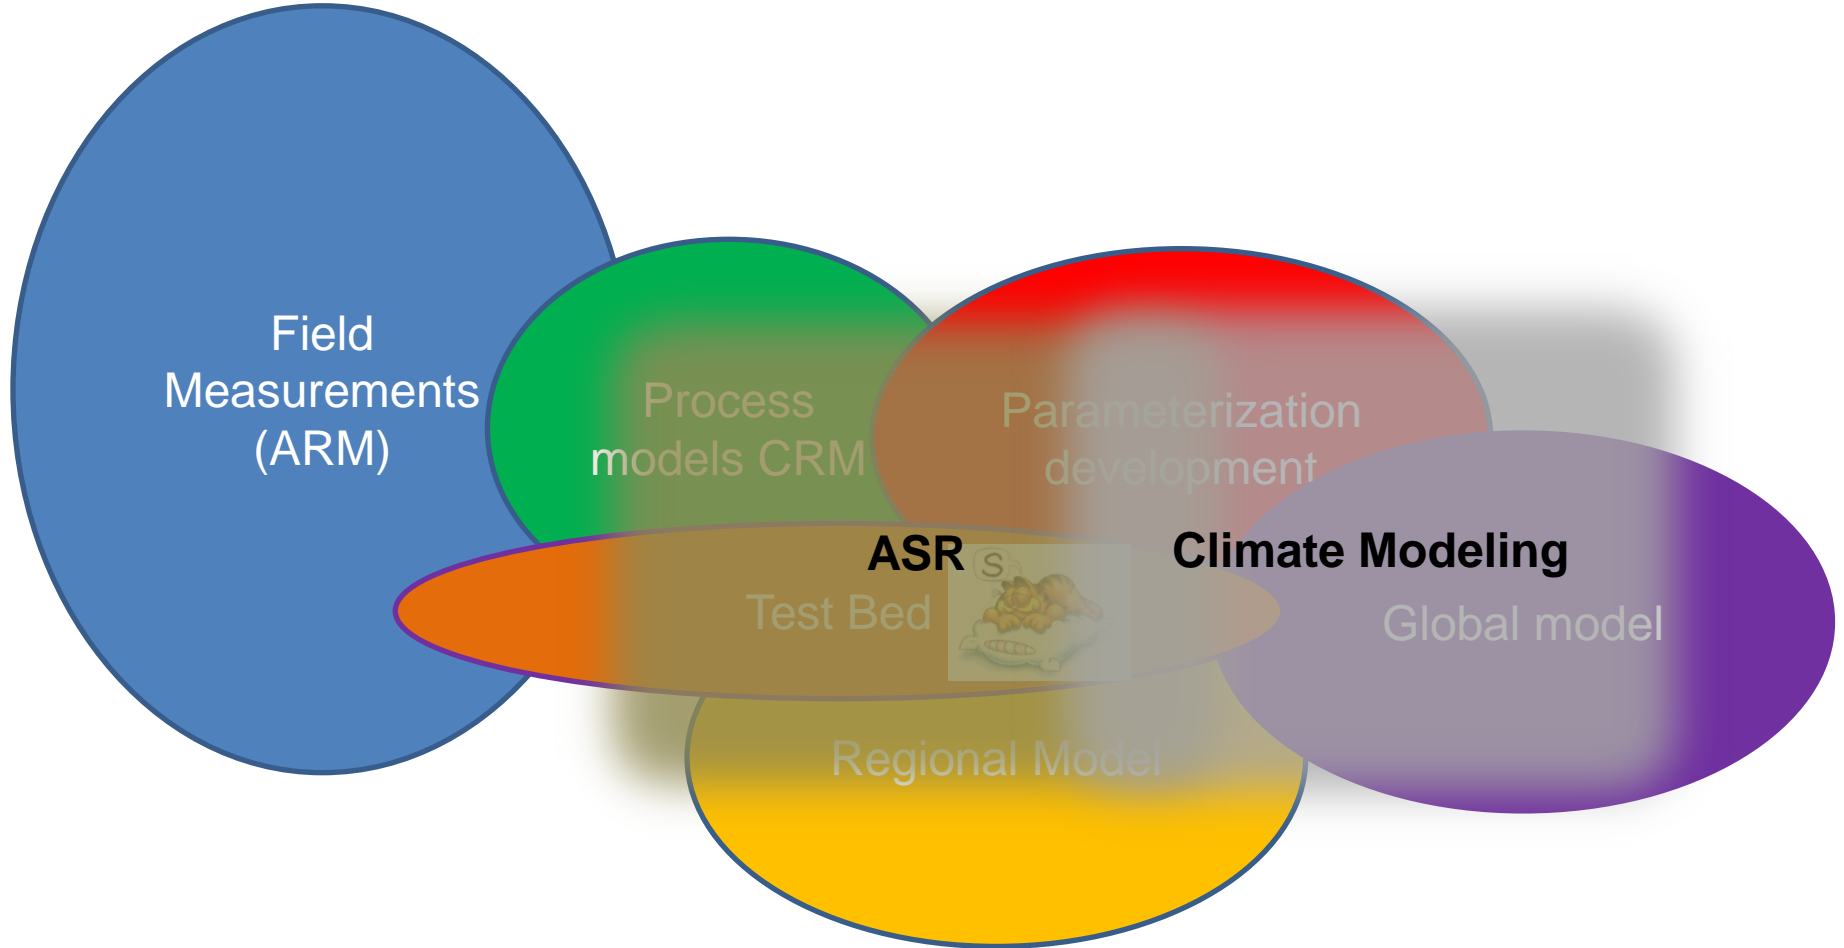 Field
Measurements
(ARM)
Process
models CRM
Parameterization
development
ASR
Climate Modeling
Test Bed
Global model
Regional Model